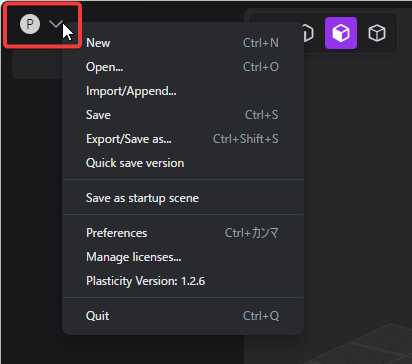 P
New Ctrl+N
Open... Ctrl+O
Import/Append...
Save Ctrl+S
Export/Save as... Ctrl+Shift+S
Quick save version
Save as startup scene
Preferences Ctrl+カンマ
Manage licenses...
Plasticity Version: 1.2.6
Quit Ctrl+Q